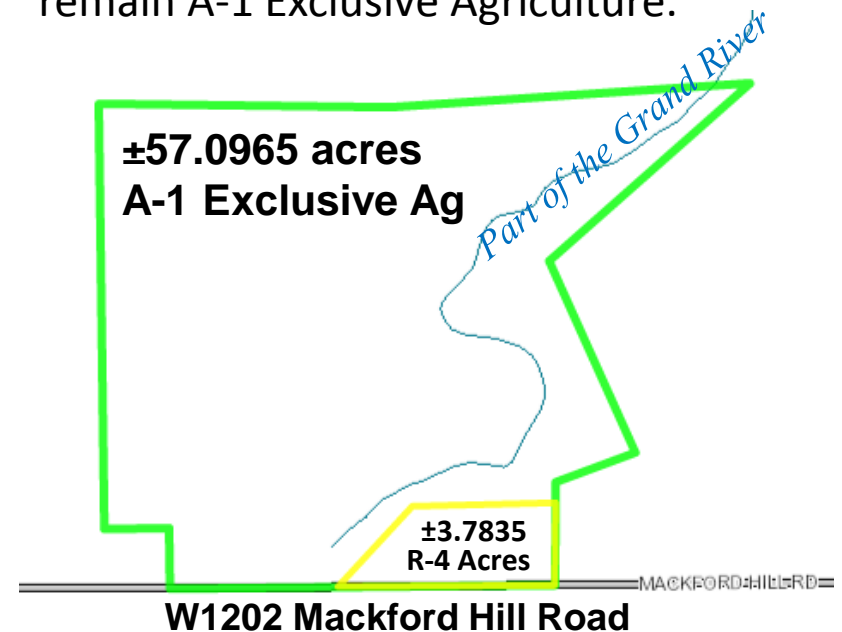 remain A-1 Exclusive Agriculture.
Part of the Grand River
±57.0965 acres
A-1 Exclusive Ag
±3.7835
R-4 Acres
MACKFORD HILL RD
W1202 Mackford Hill Road